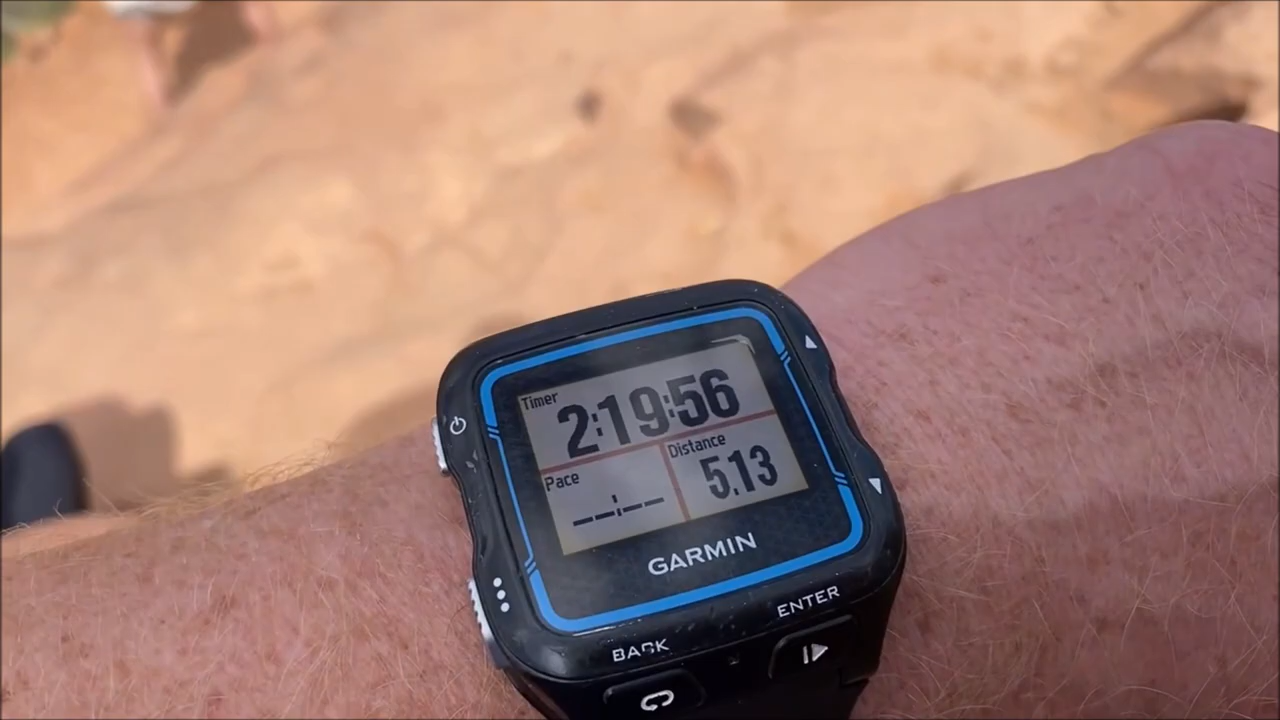 Timer
2:19:56
Pace
--:--
Distance
5.13
GARMIN
BACK
ENTER